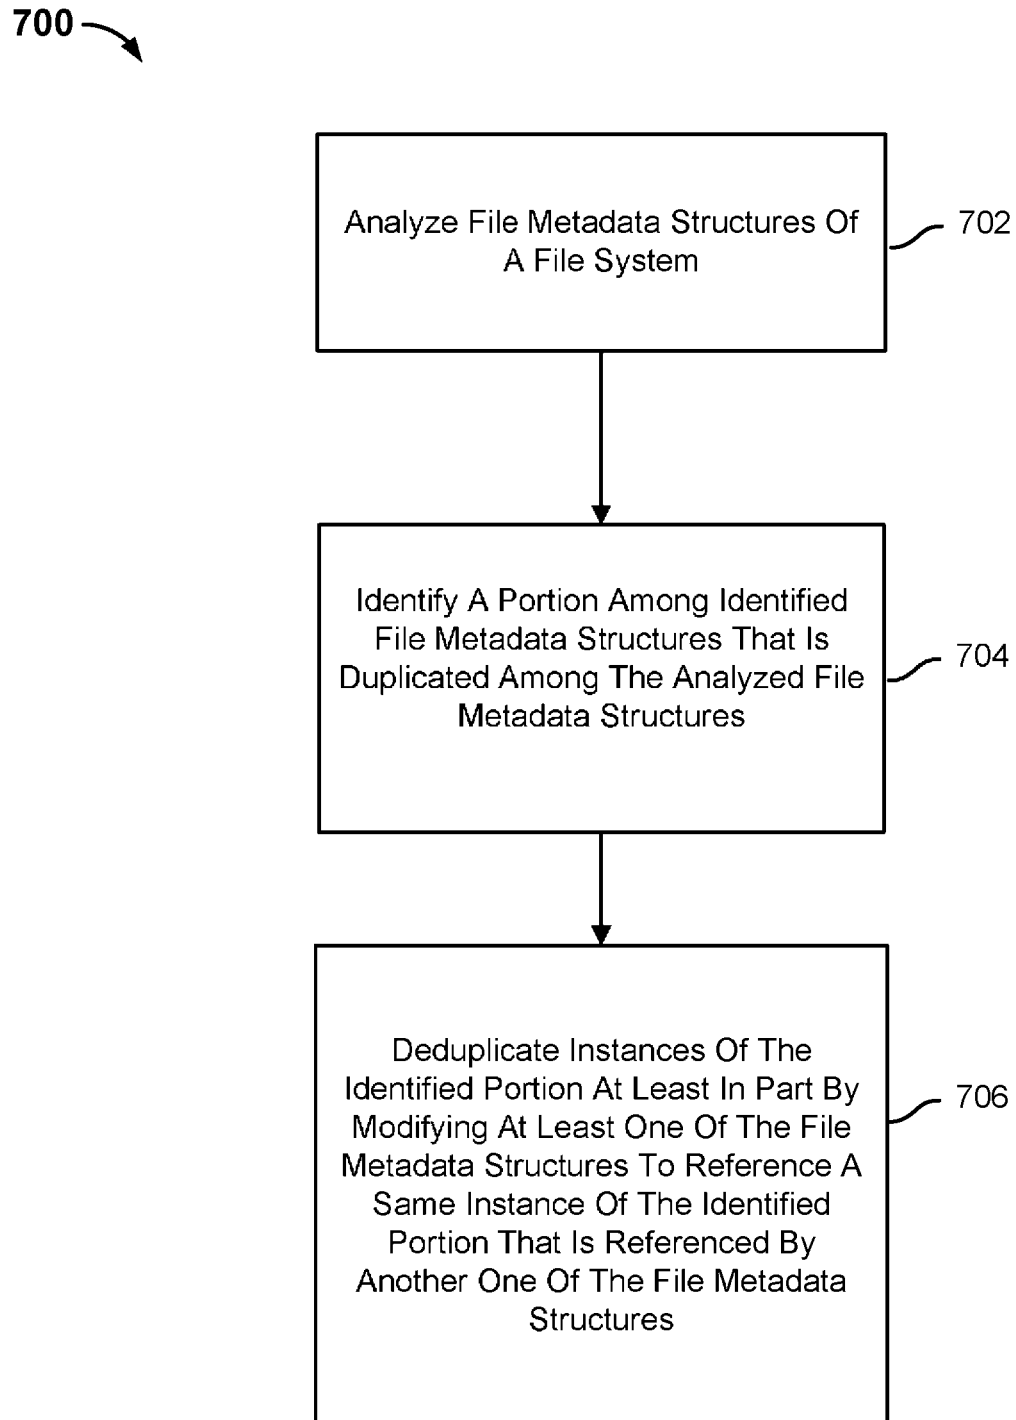 700
Analyze File Metadata Structures Of
A File System
702
Identify A Portion Among Identified
File Metadata Structures That Is
Duplicated Among The Analyzed File
Metadata Structures
704
Deduplicate Instances Of The
Identified Portion At Least In Part By
Modifying At Least One Of The File
Metadata Structures To Reference A
Same Instance Of The Identified
Portion That Is Referenced By
Another One Of The File Metadata
Structures
706